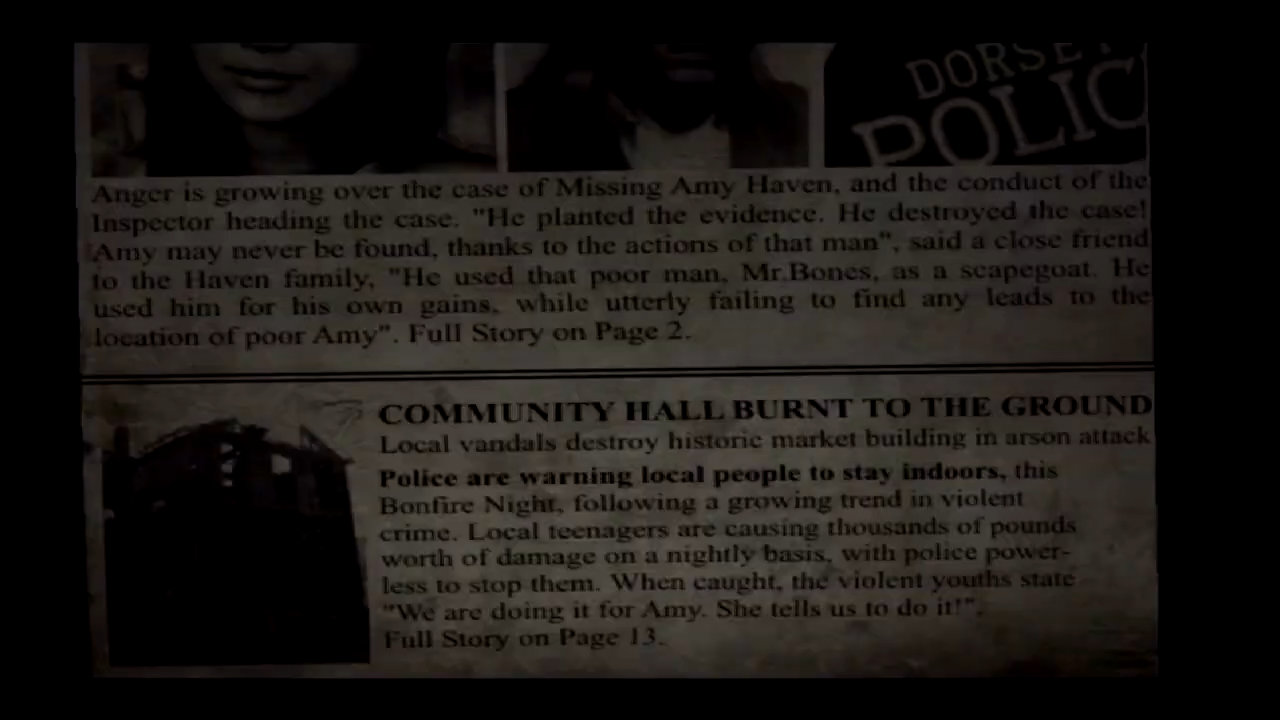 DORSET
POLIC
Anger is growing over the case of Missing Amy Haven, and the conduct of the
Inspector heading the case. "He planted the evidence. He destroyed the case!
Amy may never be found, thanks to the actions of that man", said a close friend
to the Haven family, "He used that poor man, Mr.Bones, as a scapegoat. He
used him for his own gains, while utterly failing to find any leads to the
location of poor Amy". Full Story on Page 2.
COMMUNITY HALL BURNT TO THE GROUND
Local vandals destroy historic market building in arson attack
Police are warning local people to stay indoors, this
Bonfire Night, following a growing trend in violent
crime. Local teenagers are causing thousands of pounds
worth of damage on a nightly basis, with police power-
less to stop them. When caught, the violent youths state
"We are doing it for Amy. She tells us to do it!".
Full Story on Page 13.